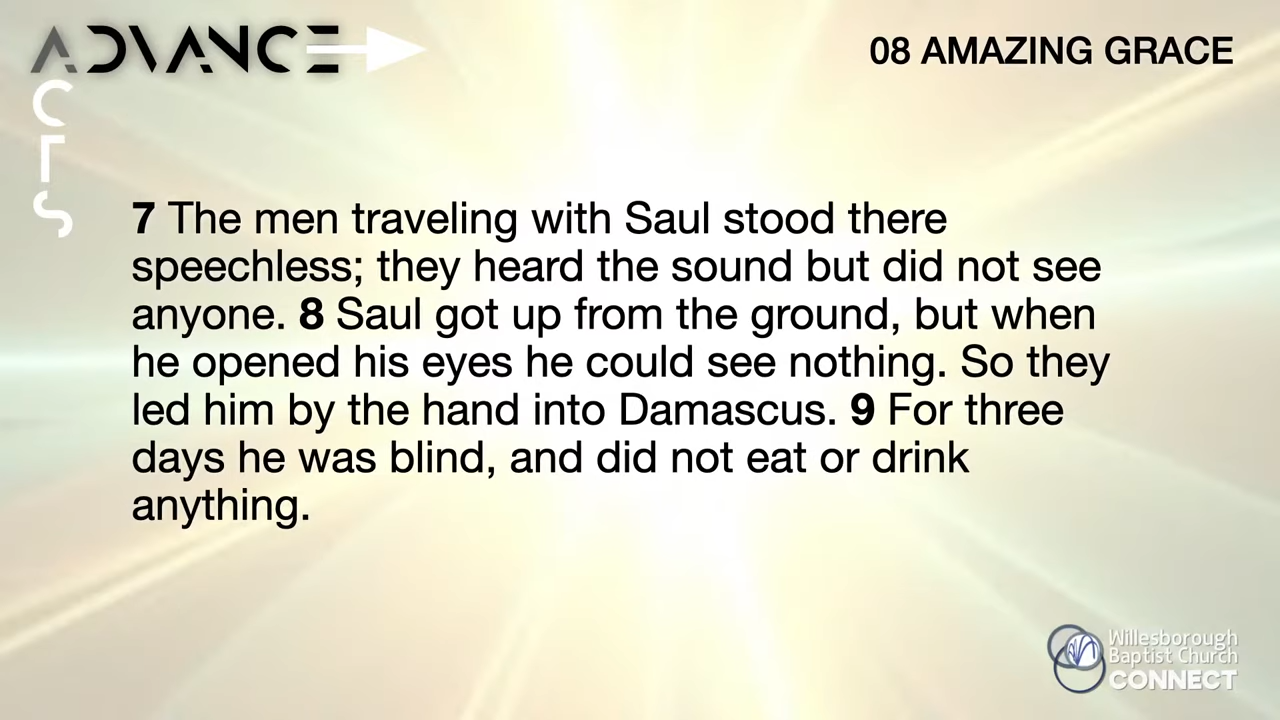 ADVANCE
CTS
08 AMAZING GRACE
7 The men traveling with Saul stood there
speechless; they heard the sound but did not see
anyone. 8 Saul got up from the ground, but when
he opened his eyes he could see nothing. So they
led him by the hand into Damascus. 9 For three
days he was blind, and did not eat or drink
anything.
Willesborough
Baptist Church
CONNECT